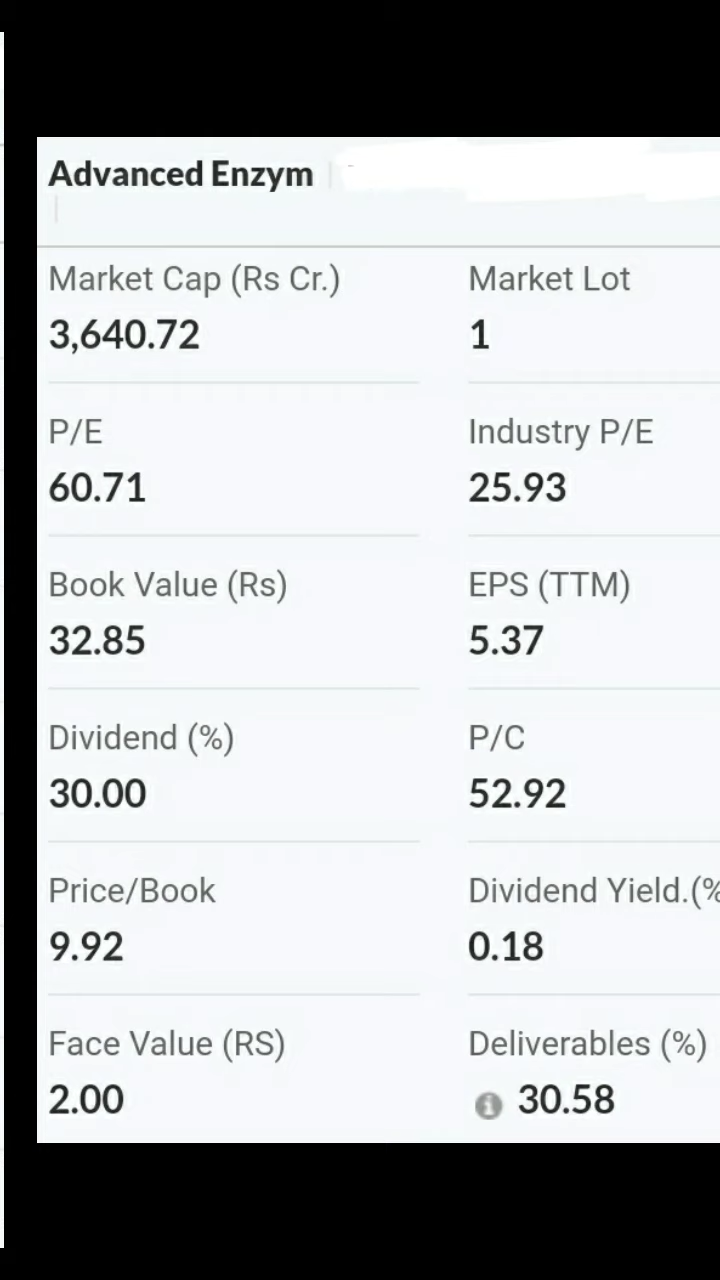 Advanced Enzym
Market Cap (Rs Cr.) Market Lot
3,640.72 1
P/E Industry P/E
60.71 25.93
Book Value (Rs) EPS (TTM)
32.85 5.37
Dividend (%) P/C
30.00 52.92
Price/Book Dividend Yield.(%
9.92 0.18
Face Value (RS) Deliverables (%)
2.00 30.58